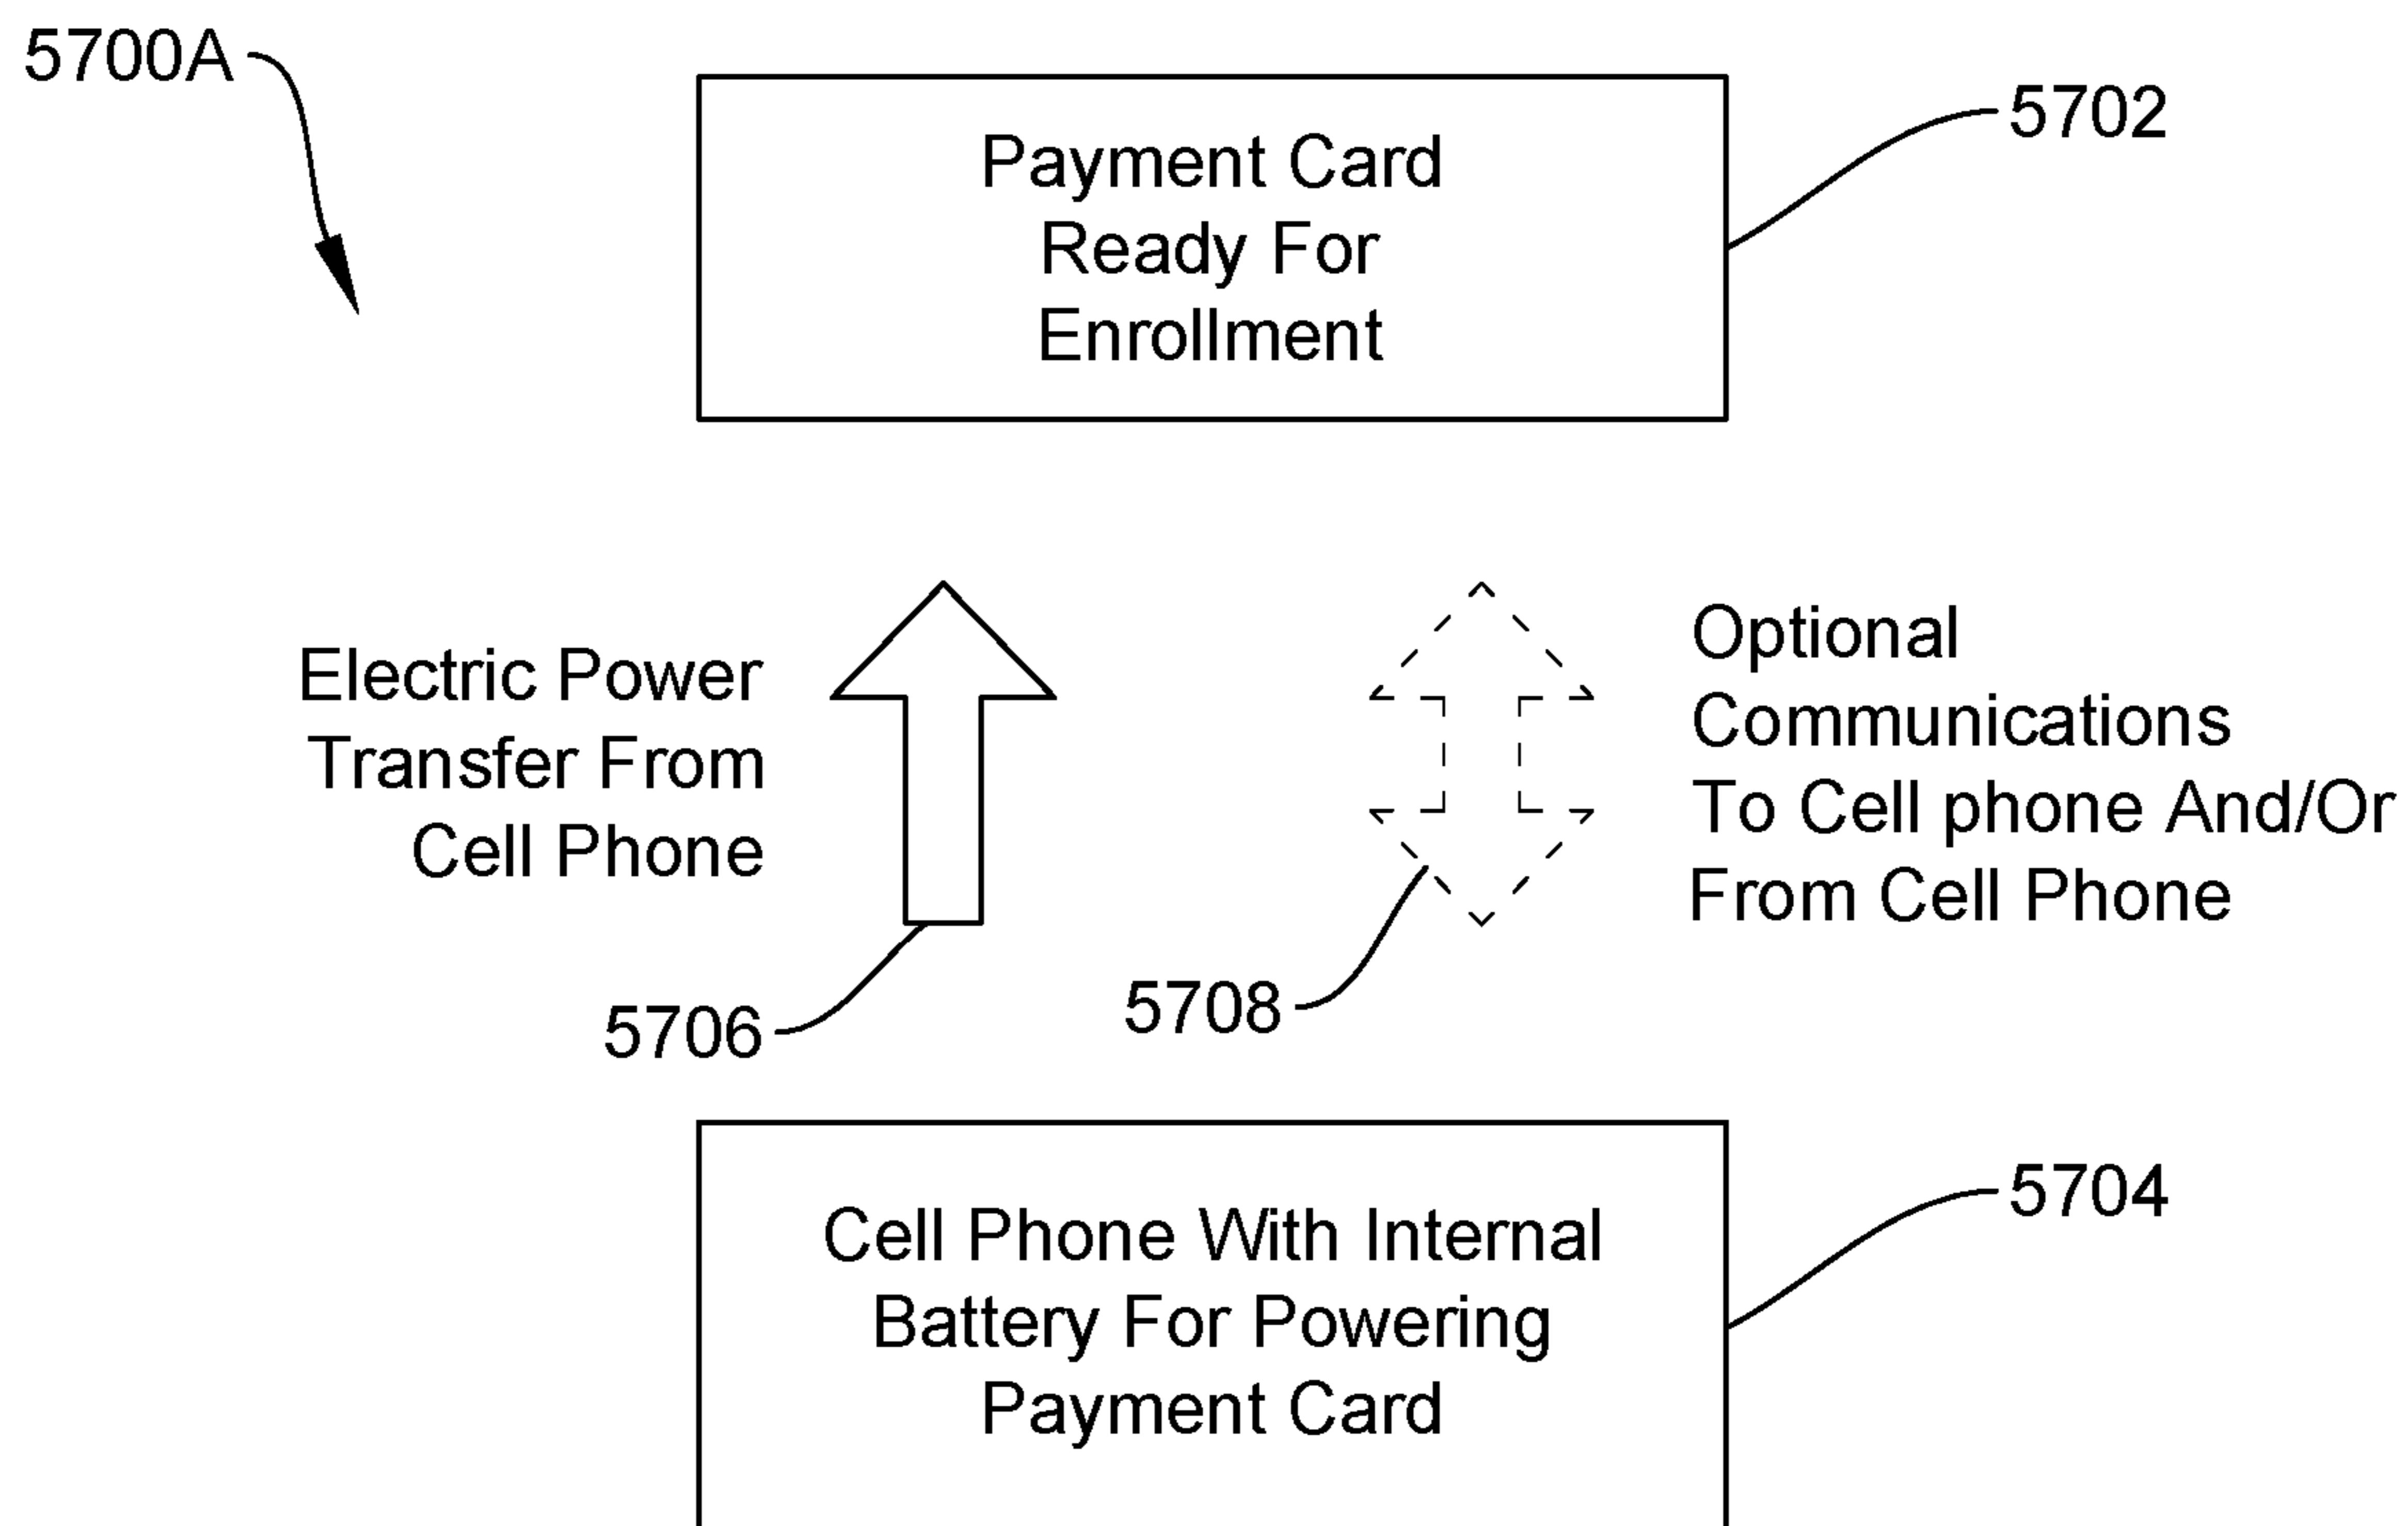 5700A
Payment Card
Ready For
Enrollment
5702
Electric Power
Transfer From
Cell Phone
Optional
Communications
To Cell phone And/Or
From Cell Phone
5706
5708
Cell Phone With Internal
Battery For Powering
Payment Card
5704